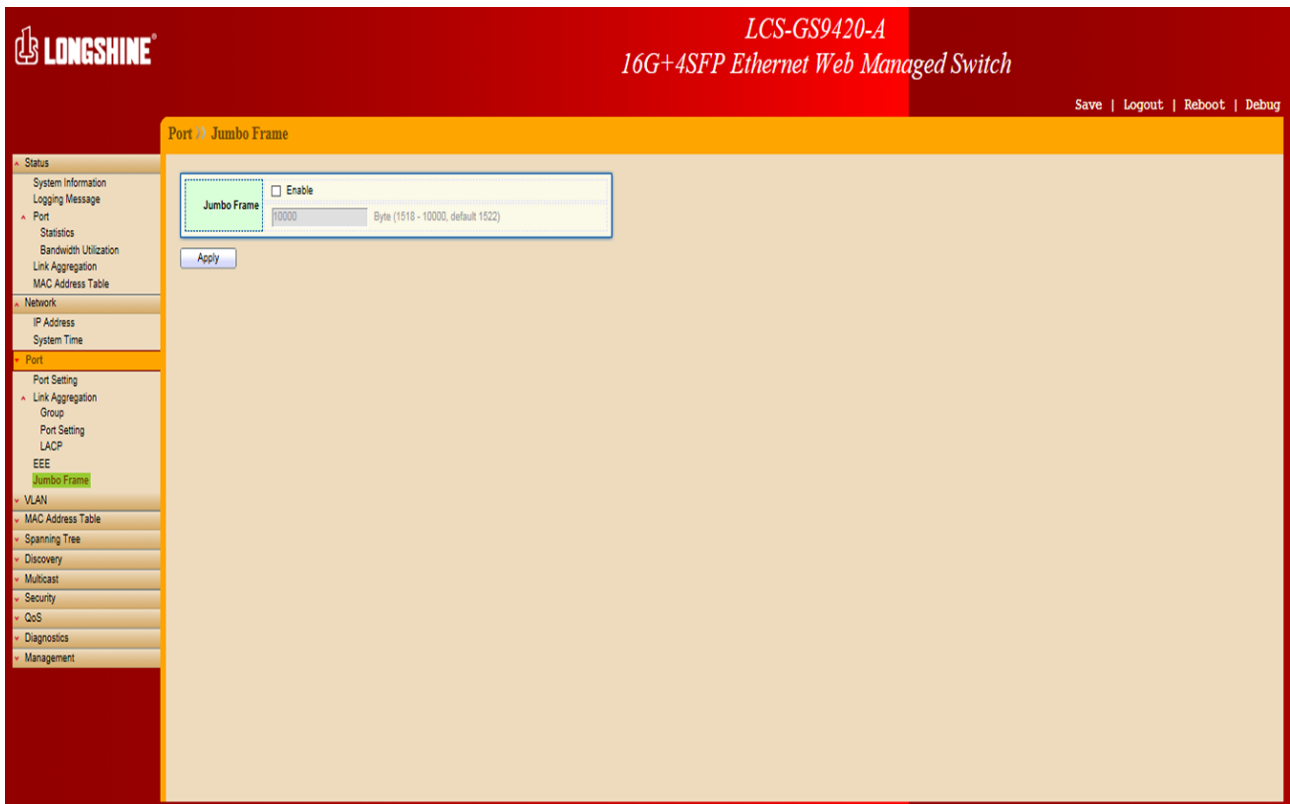 LONGSHINE®
LCS-GS9420-A
16G+4SFP Ethernet Web Managed Switch
Save | Logout | Reboot | Debug
Port >> Jumbo Frame
Status
System Information
Logging Message
Port
Statistics
Bandwidth Utilization
Link Aggregation
MAC Address Table
Network
IP Address
System Time
Port
Port Setting
Link Aggregation
Group
Port Setting
LACP
EEE
Jumbo Frame
VLAN
MAC Address Table
Spanning Tree
Discovery
Multicast
Security
QoS
Diagnostics
Management
Jumbo Frame
Enable
10000 Byte (1518 - 10000, default 1522)
Apply